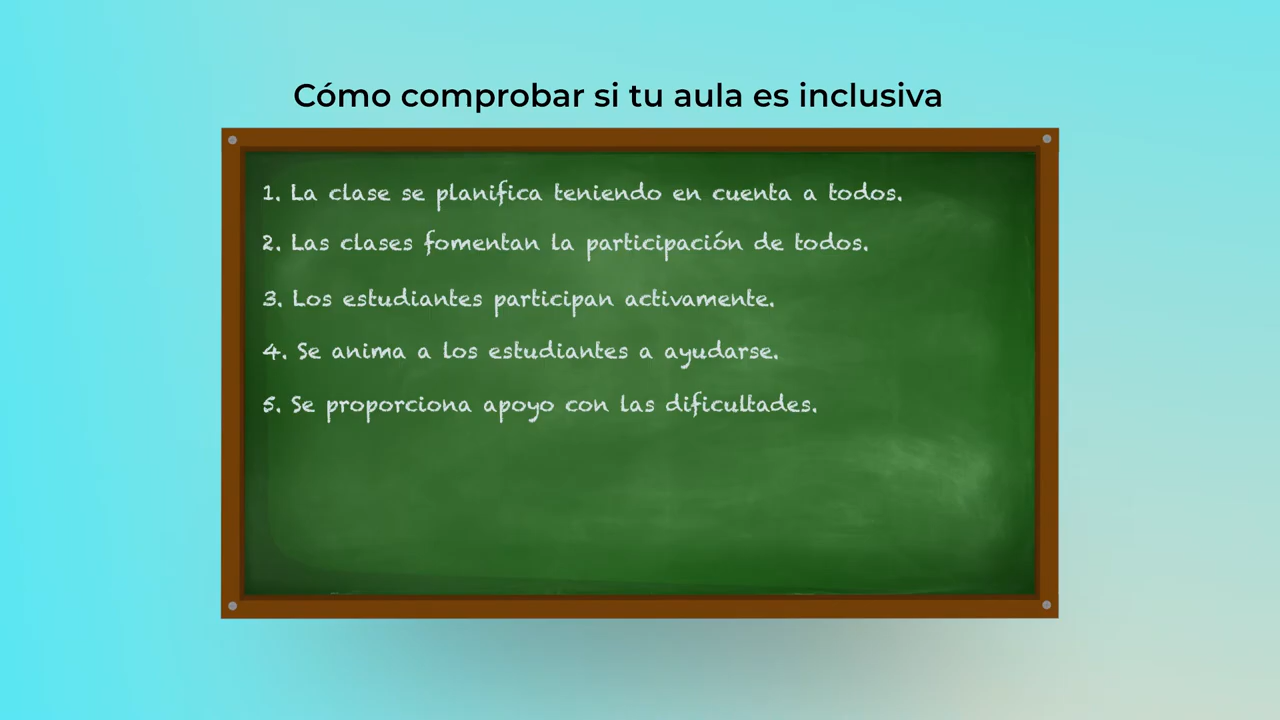 Cómo comprobar si tu aula es inclusiva
1. La clase se planifica teniendo en cuenta a todos.
2. Las clases fomentan la participación de todos.
3. Los estudiantes participan activamente.
4. Se anima a los estudiantes a ayudarse.
5. Se proporciona apoyo con las dificultades.